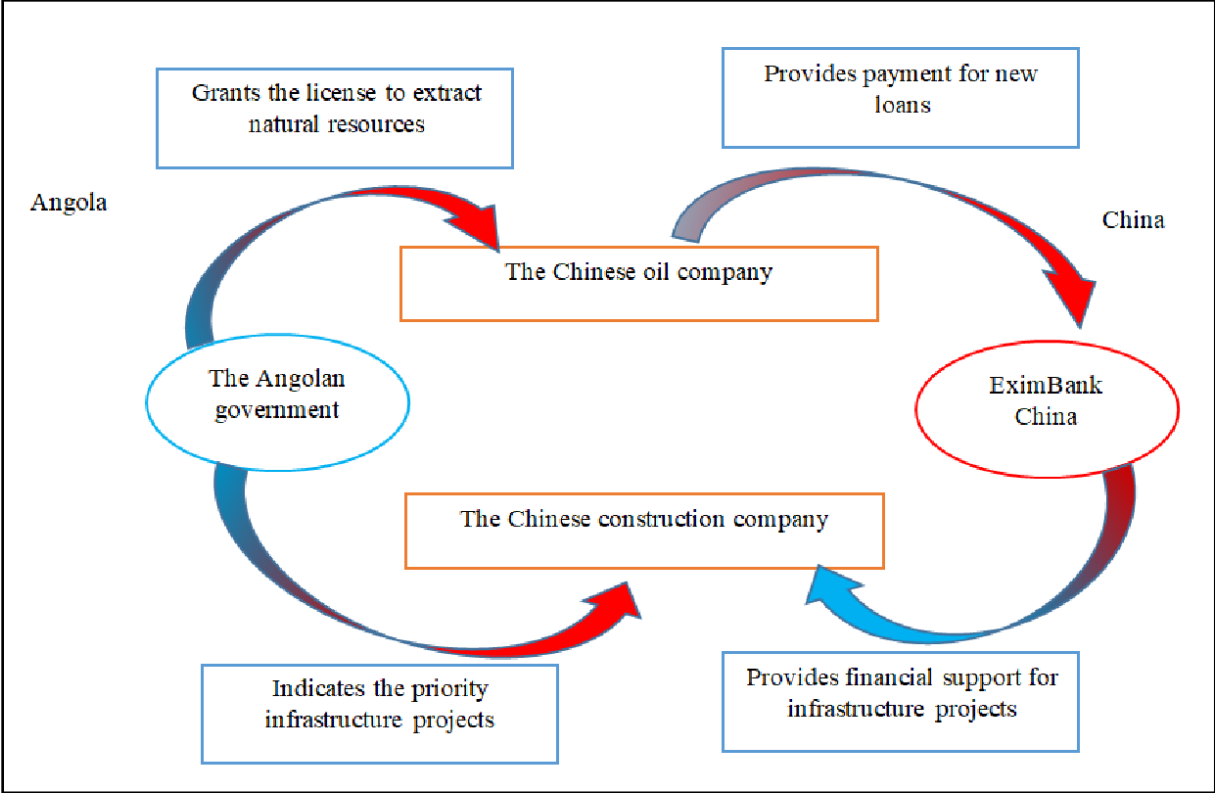 Grants the license to extract
natural resources
Provides payment for new
loans
Angola
China
The Chinese oil company
The Angolan
government
EximBank
China
The Chinese construction company
Indicates the priority
infrastructure projects
Provides financial support for
infrastructure projects